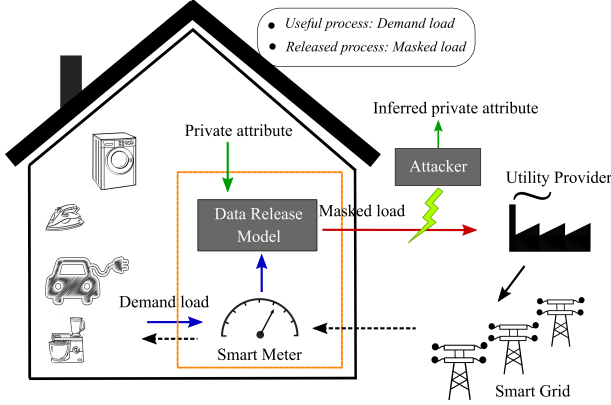 Useful process: Demand load
Released process: Masked load
Inferred private attribute
Private attribute
Attacker
Utility Provider
Data Release
Model
Masked load
Demand load
Smart Meter
Smart Grid